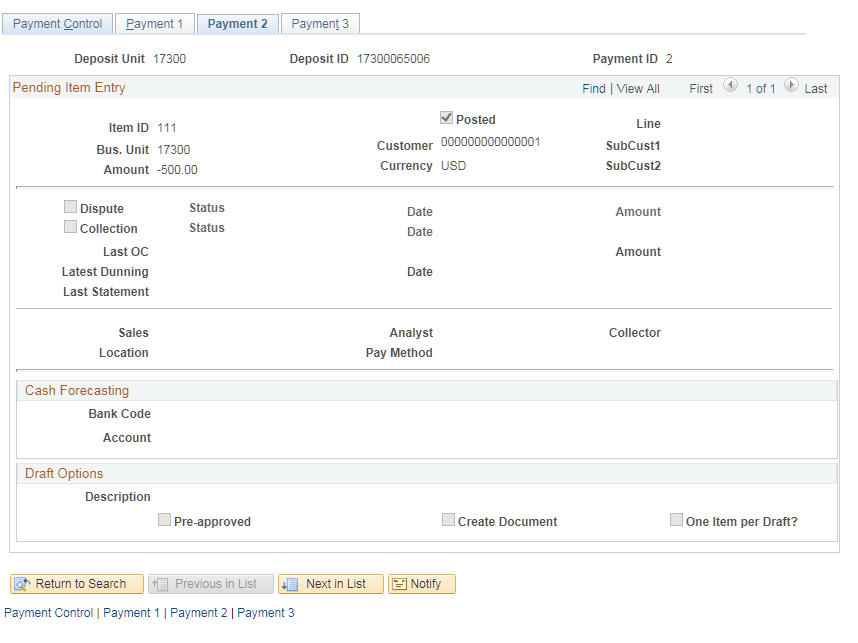 Payment Control Payment 1 Payment 2 Payment 3
Deposit Unit 17300 Deposit ID 17300065006 Payment ID 2
Pending Item Entry Find | View All First 1 of 1 Last
Posted
Item ID 111 Line
Customer 000000000000001
Bus. Unit 17300 SubCust1
Amount -500.00 Currency USD SubCust2
Dispute Status Date Amount
Collection Status Date
Last OC Amount
Latest Dunning Date
Last Statement
Sales Analyst Collector
Location Pay Method
Cash Forecasting
Bank Code
Account
Draft Options
Description
Pre-approved Create Document One Item per Draft?
Return to Search Previous in List Next in List Notify
Payment Control | Payment 1 | Payment 2 | Payment 3